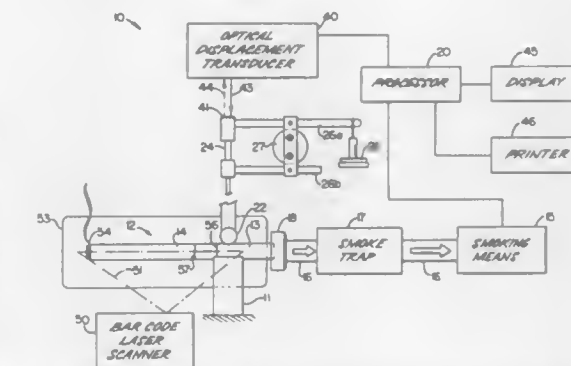 10
OPTICAL
DISPLACEMENT
TRANSDUCER
40
20
PROCESSOR
45
DISPLAY
46
PRINTER
44
43
41
24
27
26a
26b
53
54
12
14
56
22
13
18
57
51
11
16
17
SMOKE
TRAP
16
15
SMOKING
MEANS
50
BAR CODE
LASER
SCANNER